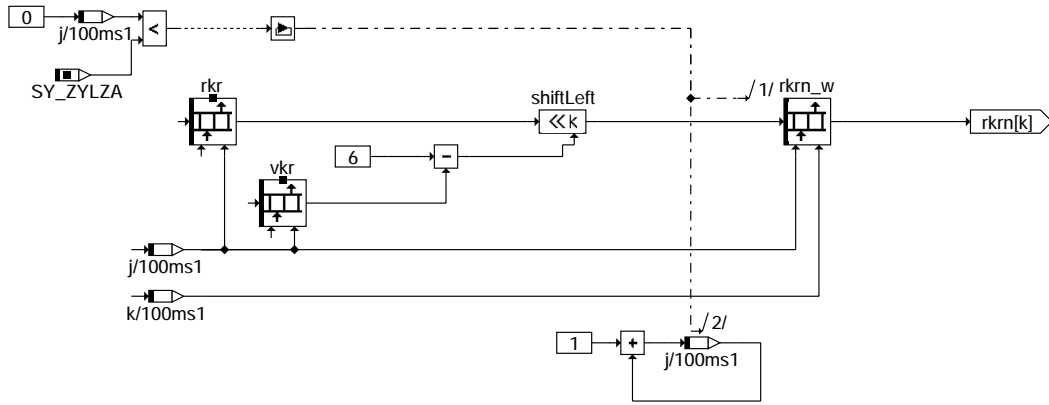 0
j/100ms1
<
SY_ZYLZA
rkr
shiftLeft
<<k
/1/
rkrn_w
rkrn[k]
6
-
vkr
j/100ms1
k/100ms1
/2/
1
+
j/100ms1